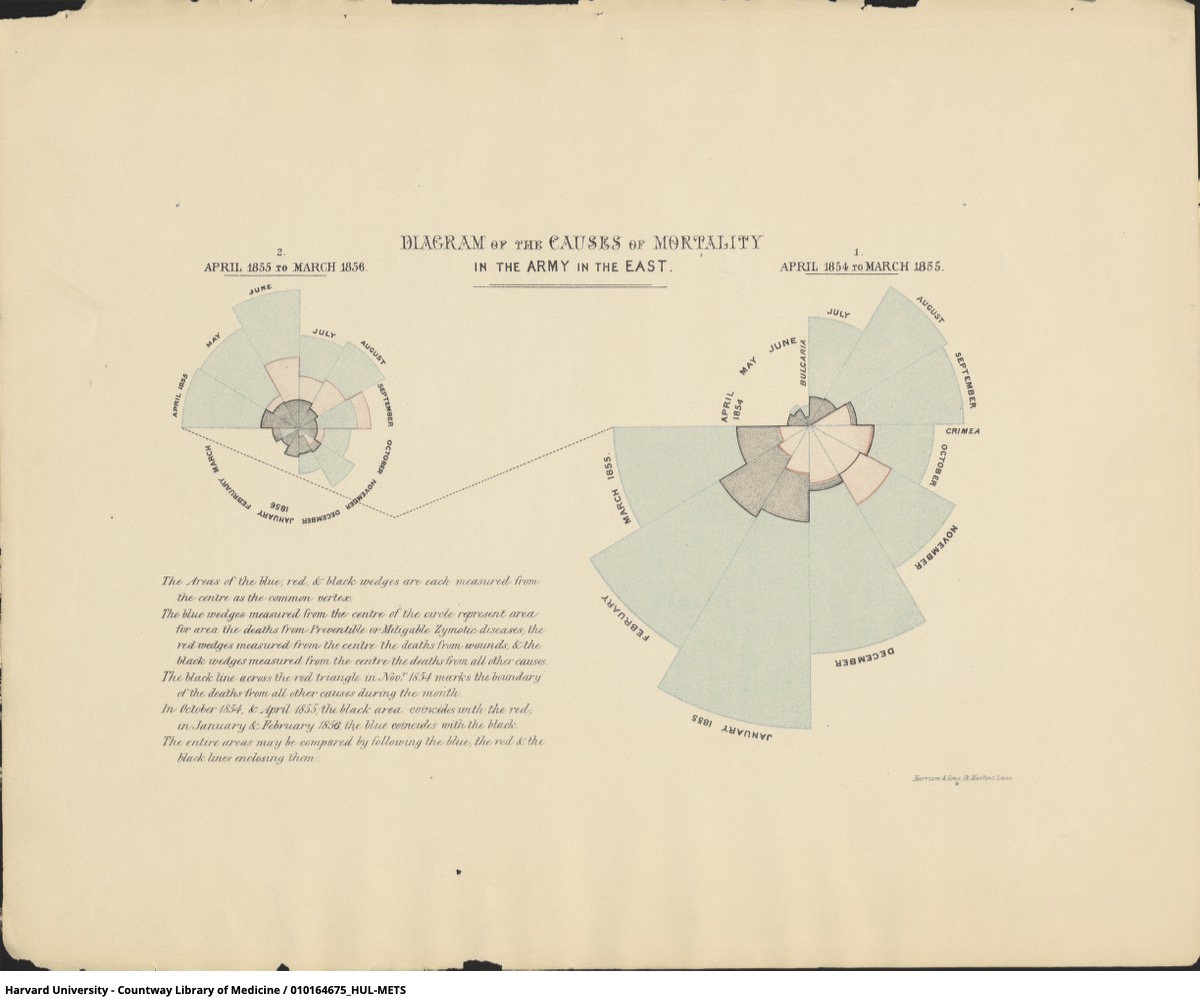 DIAGRAM OF THE CAUSES OF MORTALITY
IN THE ARMY IN THE EAST.
2.
APRIL 1855 TO MARCH 1856.
1.
APRIL 1854 TO MARCH 1855.
JUNE
JULY
AUGUST
SEPTEMBER
OCTOBER
NOVEMBER
DECEMBER
JANUARY
1856
FEBRUARY
MARCH
APRIL 1855
MAY
APRIL
1854
MAY
JUNE
BULGARIA
JULY
AUGUST
SEPTEMBER
CRIMEA
OCTOBER
NOVEMBER
DECEMBER
JANUARY 1855
FEBRUARY
MARCH 1855.
The Areas of the blue, red, & black wedges are each measured from
the centre as the common vertex.
The blue wedges measured from the centre of the circle represent area
for area the deaths from Preventible or Mitigable Zymotic diseases; the
red wedges measured from the centre the deaths from wounds, & the
black wedges measured from the centre the deaths from all other causes.
The black line across the red triangle in Novr. 1854 marks the boundary
of the deaths from all other causes during the month.
In October 1854, & April 1855, the black area coincides with the red;
in January & February 1856, the blue coincides with the black.
The entire areas may be compared by following the blue, the red & the
black lines enclosing them.
Harrison & Sons, St. Martin's Lane.
Harvard University - Countway Library of Medicine / 010164675_HUL-METS